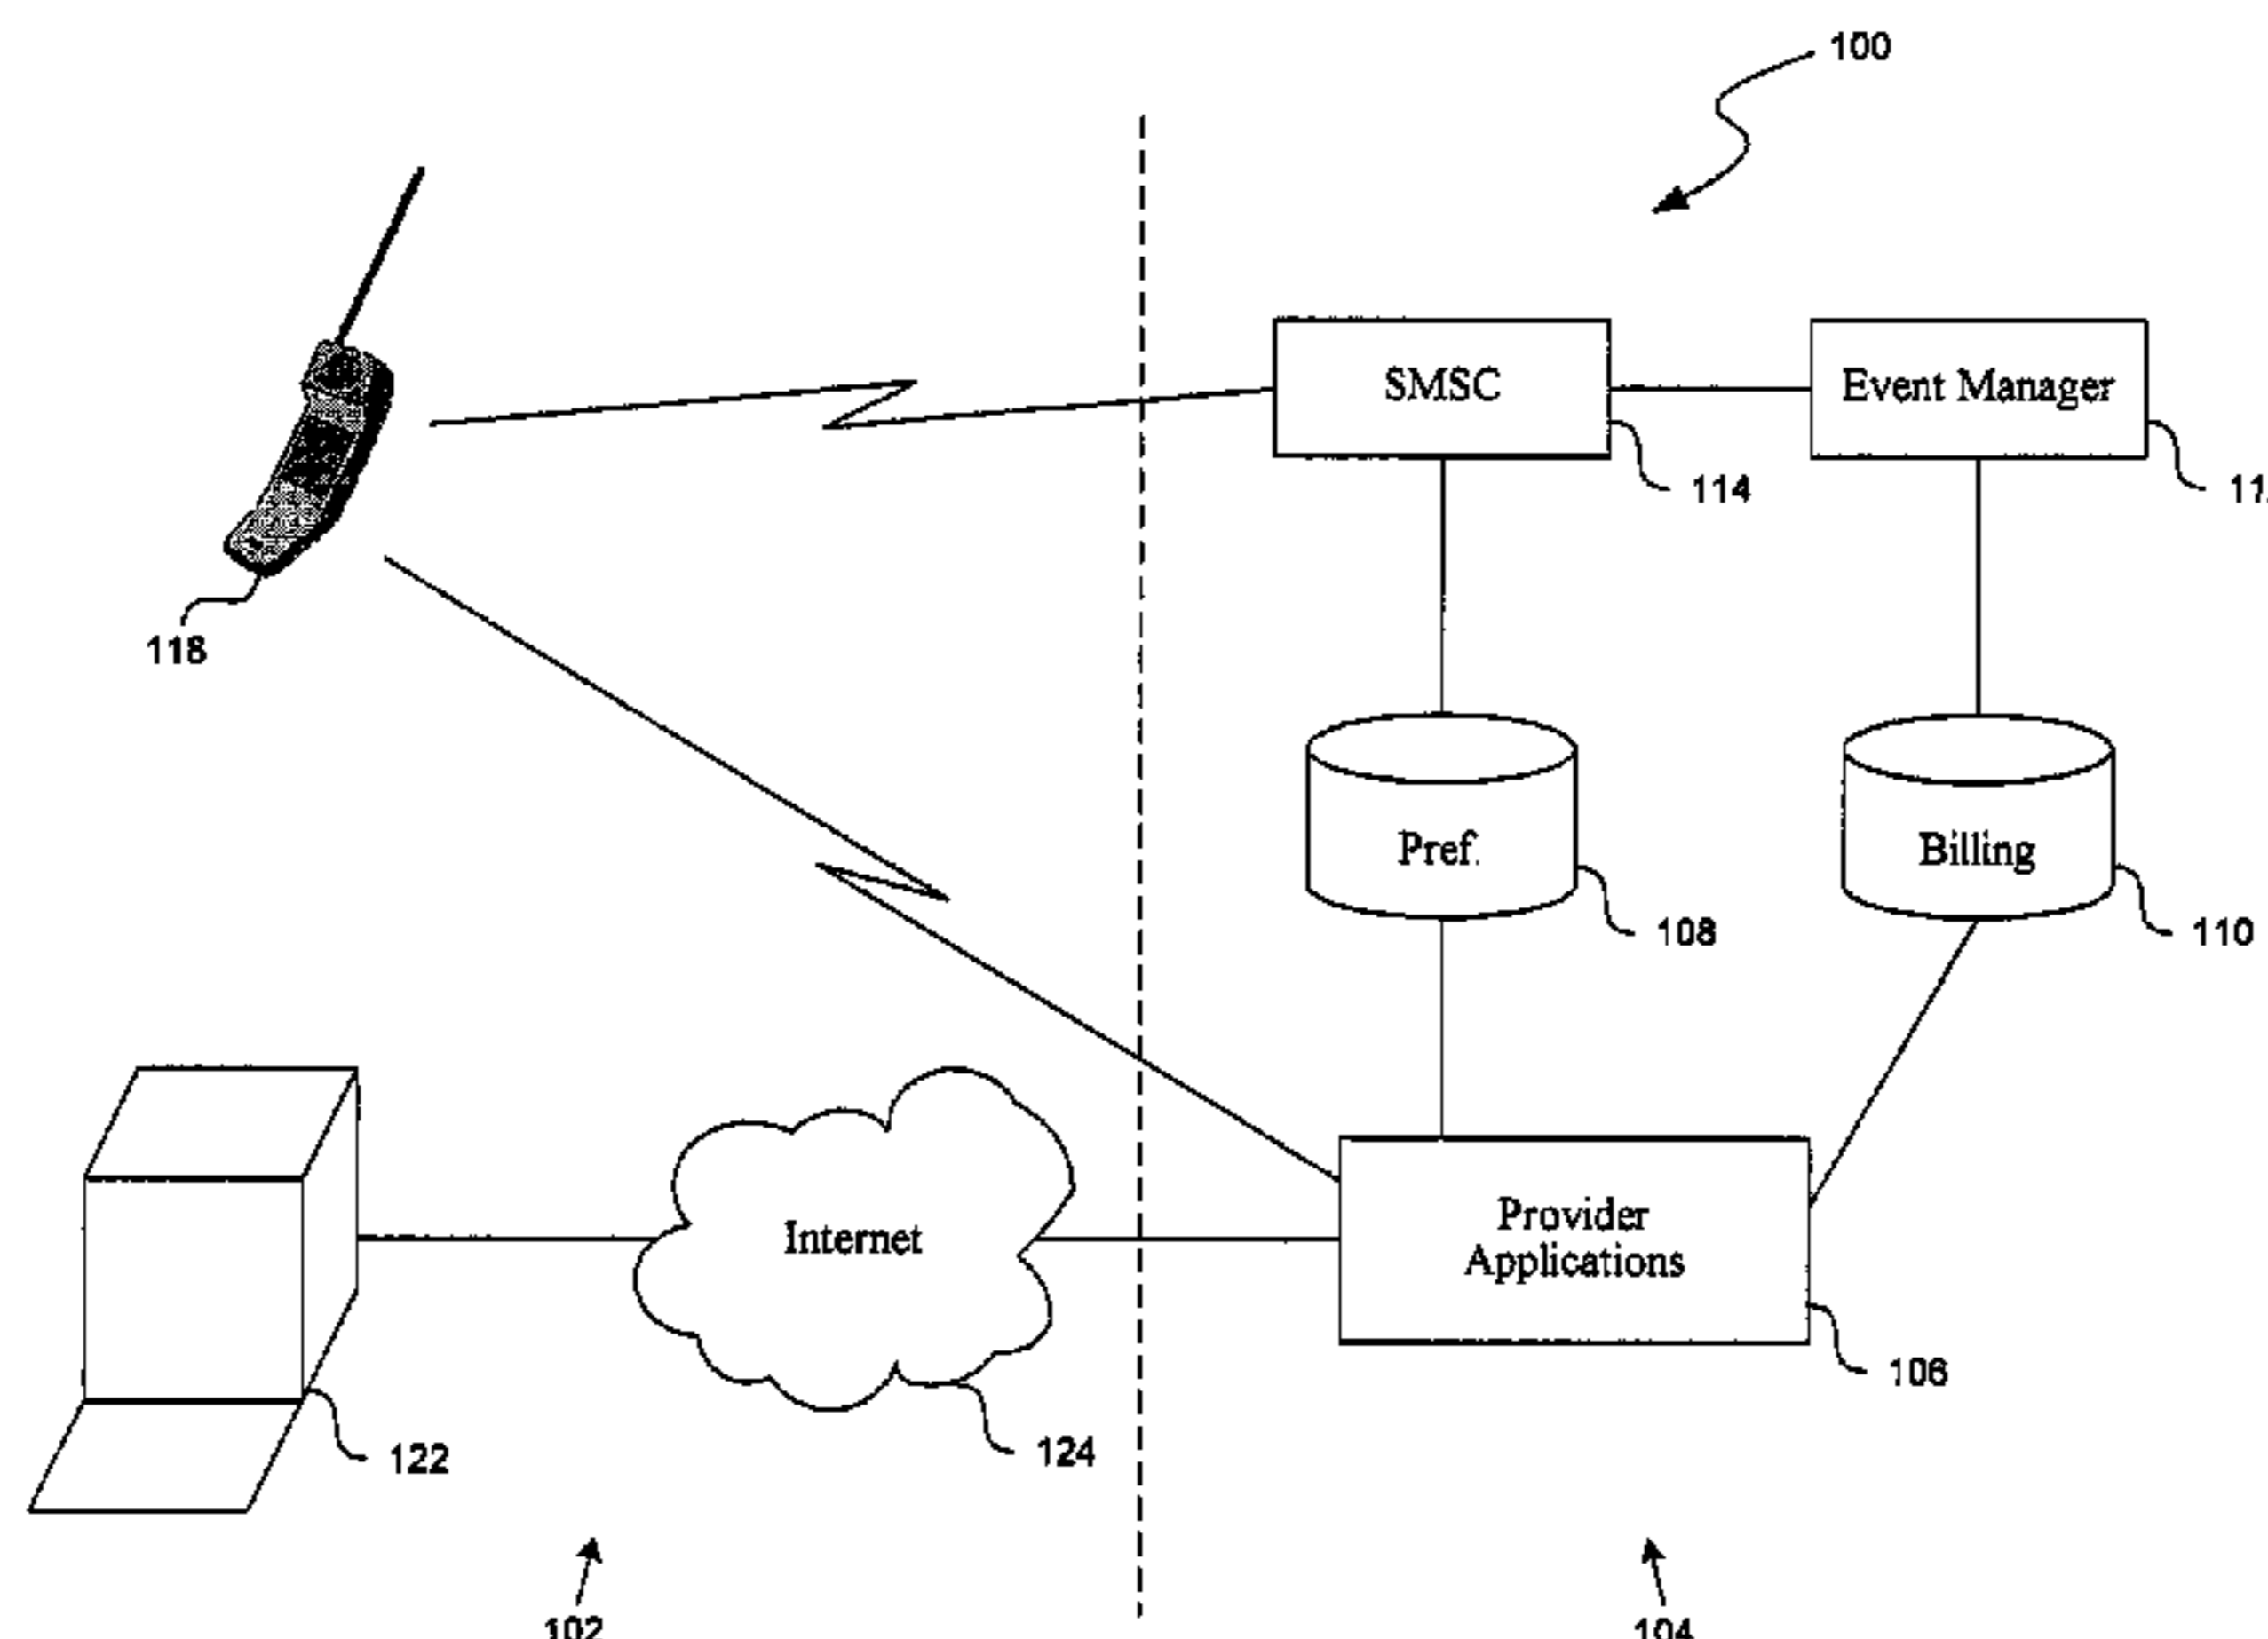 100
SMSC
Event Manager
114
118
Pref.
Billing
108
110
Internet
Provider
Applications
106
122
124
102
104